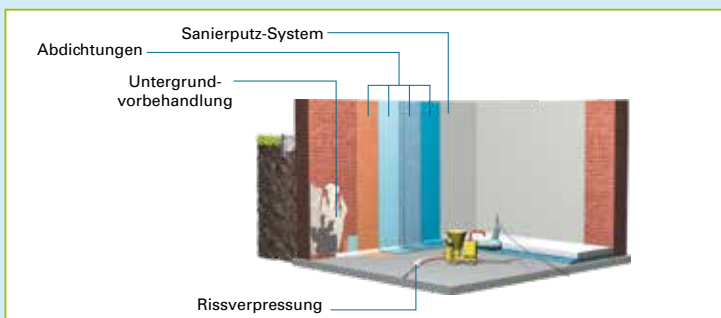 Sanierputz-System
Abdichtungen
Untergrund-
vorbehandlung
Rissverpressung